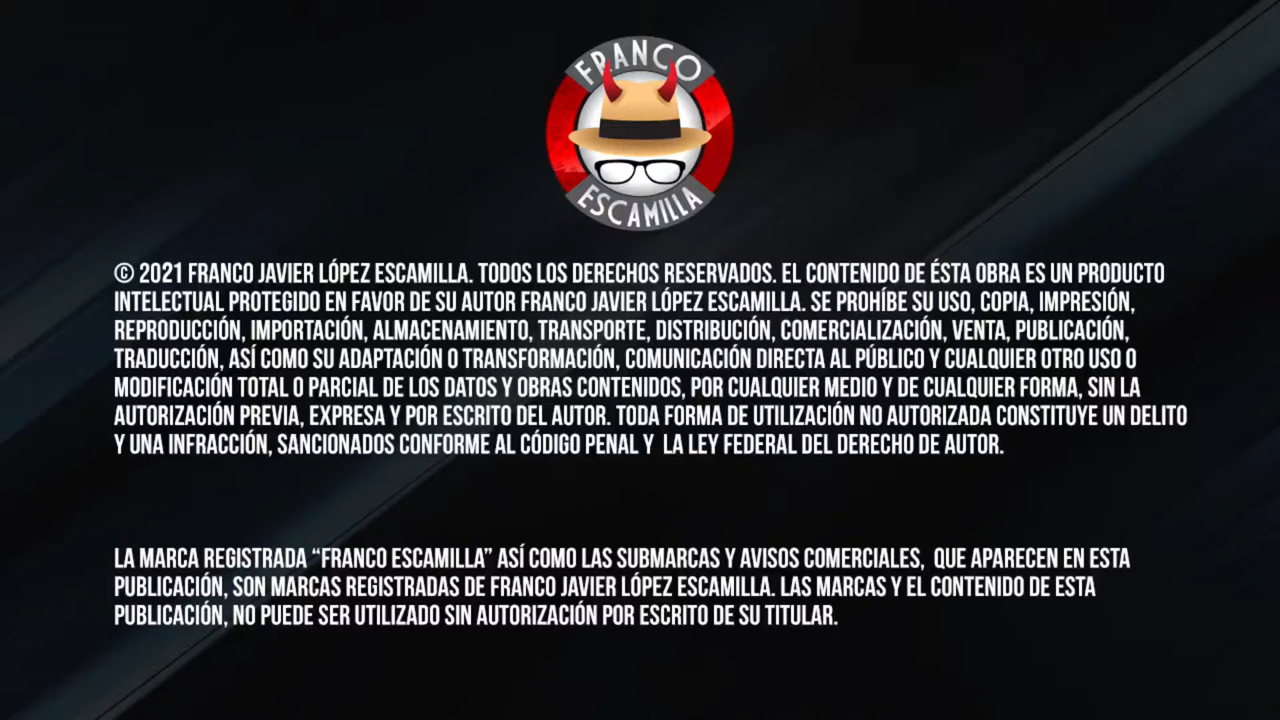 FRANCO
ESCAMILLA
© 2021 FRANCO JAVIER LÓPEZ ESCAMILLA. TODOS LOS DERECHOS RESERVADOS. EL CONTENIDO DE ÉSTA OBRA ES UN PRODUCTO
INTELECTUAL PROTEGIDO EN FAVOR DE SU AUTOR FRANCO JAVIER LÓPEZ ESCAMILLA. SE PROHÍBE SU USO, COPIA, IMPRESIÓN,
REPRODUCCIÓN, IMPORTACIÓN, ALMACENAMIENTO, TRANSPORTE, DISTRIBUCIÓN, COMERCIALIZACIÓN, VENTA, PUBLICACIÓN,
TRADUCCIÓN, ASÍ COMO SU ADAPTACIÓN O TRANSFORMACIÓN, COMUNICACIÓN DIRECTA AL PÚBLICO Y CUALQUIER OTRO USO O
MODIFICACIÓN TOTAL O PARCIAL DE LOS DATOS Y OBRAS CONTENIDOS, POR CUALQUIER MEDIO Y DE CUALQUIER FORMA, SIN LA
AUTORIZACIÓN PREVIA, EXPRESA Y POR ESCRITO DEL AUTOR. TODA FORMA DE UTILIZACIÓN NO AUTORIZADA CONSTITUYE UN DELITO
Y UNA INFRACCIÓN, SANCIONADOS CONFORME AL CÓDIGO PENAL Y LA LEY FEDERAL DEL DERECHO DE AUTOR.
LA MARCA REGISTRADA “FRANCO ESCAMILLA” ASÍ COMO LAS SUBMARCAS Y AVISOS COMERCIALES, QUE APARECEN EN ESTA
PUBLICACIÓN, SON MARCAS REGISTRADAS DE FRANCO JAVIER LÓPEZ ESCAMILLA. LAS MARCAS Y EL CONTENIDO DE ESTA
PUBLICACIÓN, NO PUEDE SER UTILIZADO SIN AUTORIZACIÓN POR ESCRITO DE SU TITULAR.